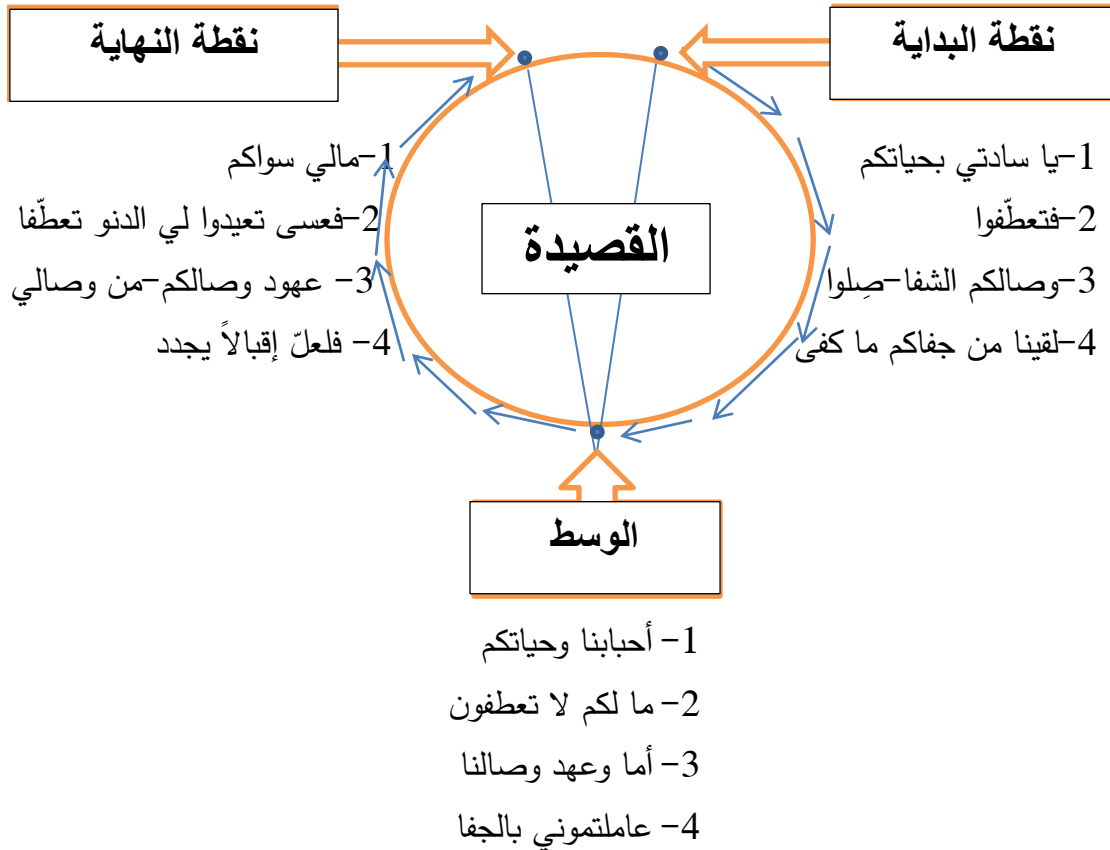 نقطة البداية
نقطة النهاية
1-يا سادتي بحياتكم
2-فتعطّفوا
3-وصالكم الشفا-صِلوا
4-لقينا من جفاكم ما كفى
القصيدة
1-مالي سواكم
2-فعسى تعيدوا لي الدنو تعطّفا
3- عهود وصالكم-من وصالي
4- فلعلّ إقبالاً يجدد
الوسط
1- أحبابنا وحياتكم
2- ما لكم لا تعطفون
3- أما وعهد وصالنا
4- عاملتموني بالجفا